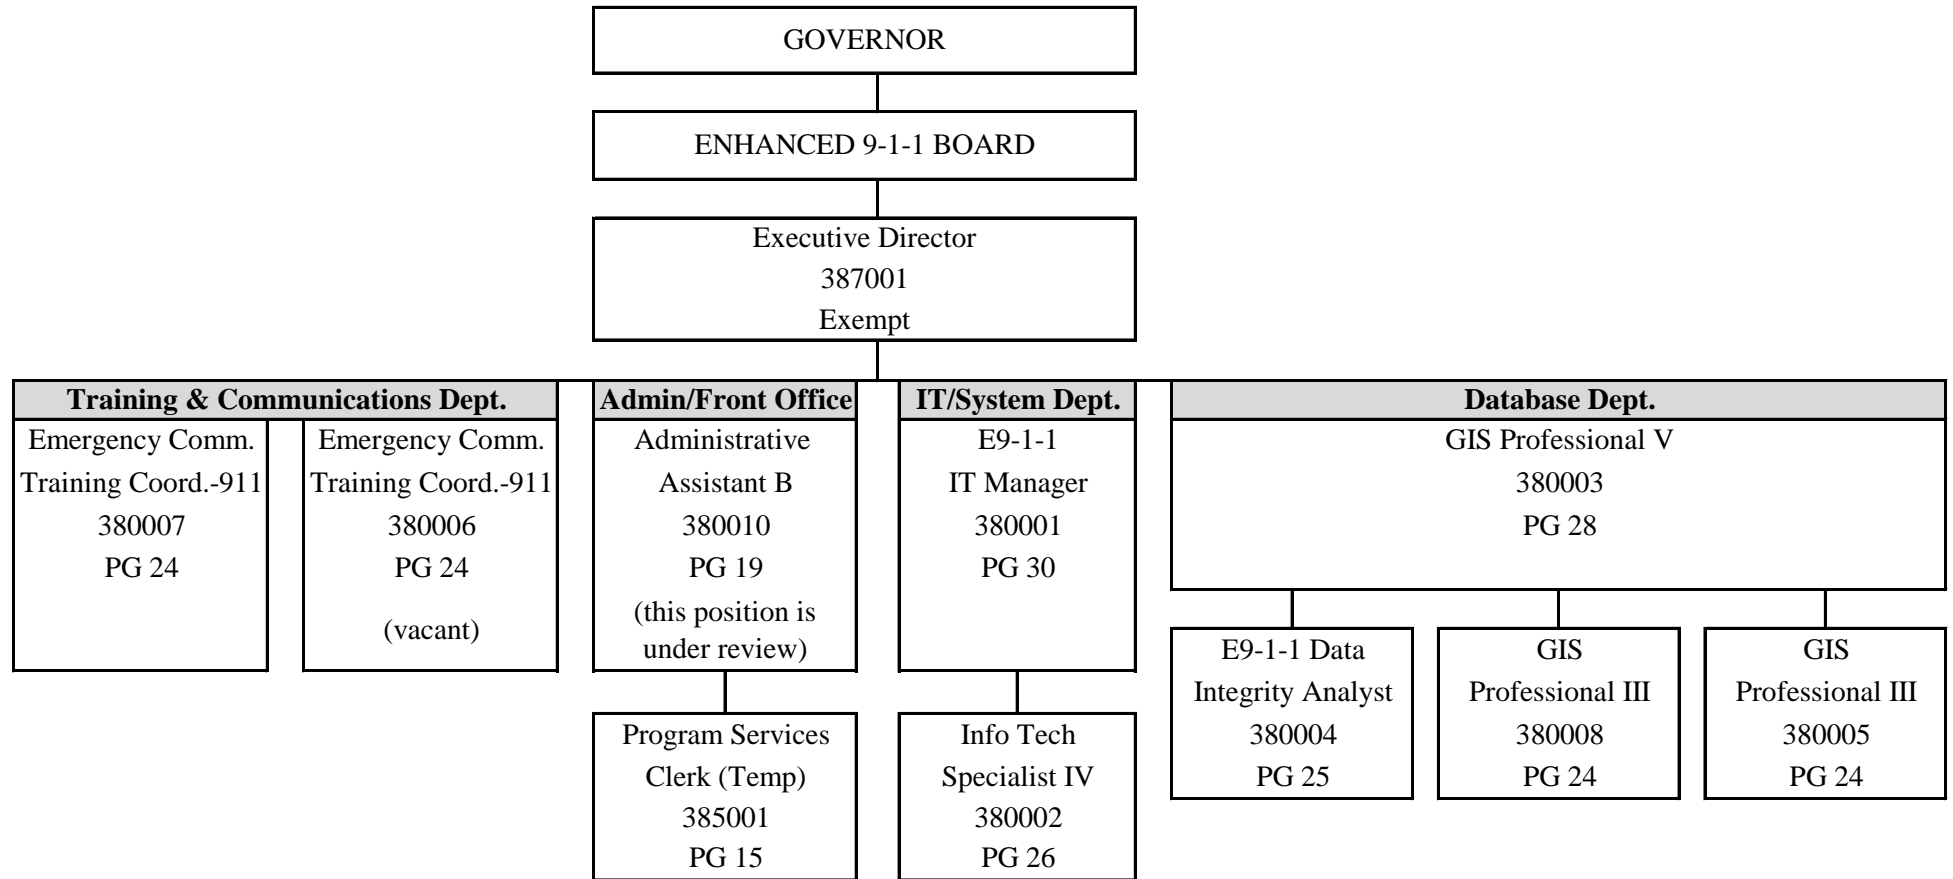 GOVERNOR
ENHANCED 9-1-1 BOARD
Executive Director
387001
Exempt
Training & Communications Dept.
Emergency Comm.
Training Coord.-911
380007
PG 24
Emergency Comm.
Training Coord.-911
380006
PG 24
(vacant)
Admin/Front Office
Administrative
Assistant B
380010
PG 19
(this position is
under review)
Program Services
Clerk (Temp)
385001
PG 15
IT/System Dept.
E9-1-1
IT Manager
380001
PG 30
Info Tech
Specialist IV
380002
PG 26
Database Dept.
GIS Professional V
380003
PG 28
E9-1-1 Data
Integrity Analyst
380004
PG 25
GIS
Professional III
380008
PG 24
GIS
Professional III
380005
PG 24